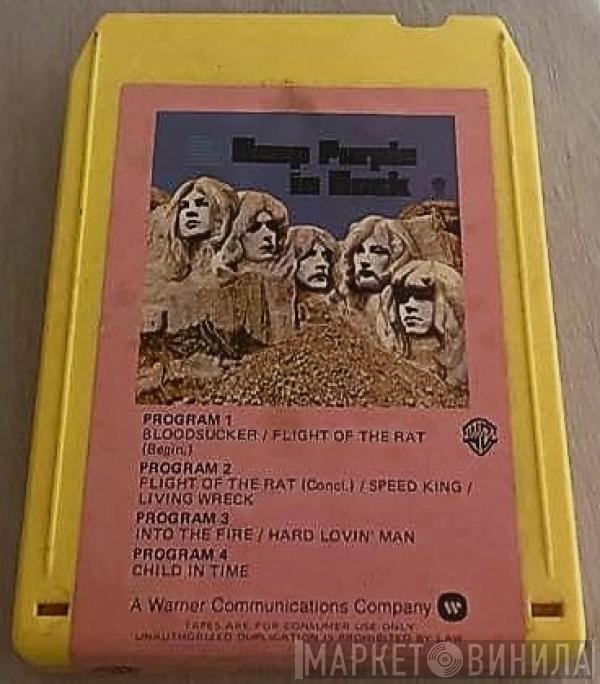 Deep Purple
in Rock
PROGRAM 1
BLOODSUCKER / FLIGHT OF THE RAT
(Begin.)
PROGRAM 2
FLIGHT OF THE RAT (Concl.) / SPEED KING /
LIVING WRECK
PROGRAM 3
INTO THE FIRE / HARD LOVIN' MAN
PROGRAM 4
CHILD IN TIME
A Warner Communications Company
TAPES ARE FOR CONSUMER USE ONLY
UNAUTHORIZED DUPLICATION IS PROHIBITED BY LAW
МАРКЕТ ВИНИЛА